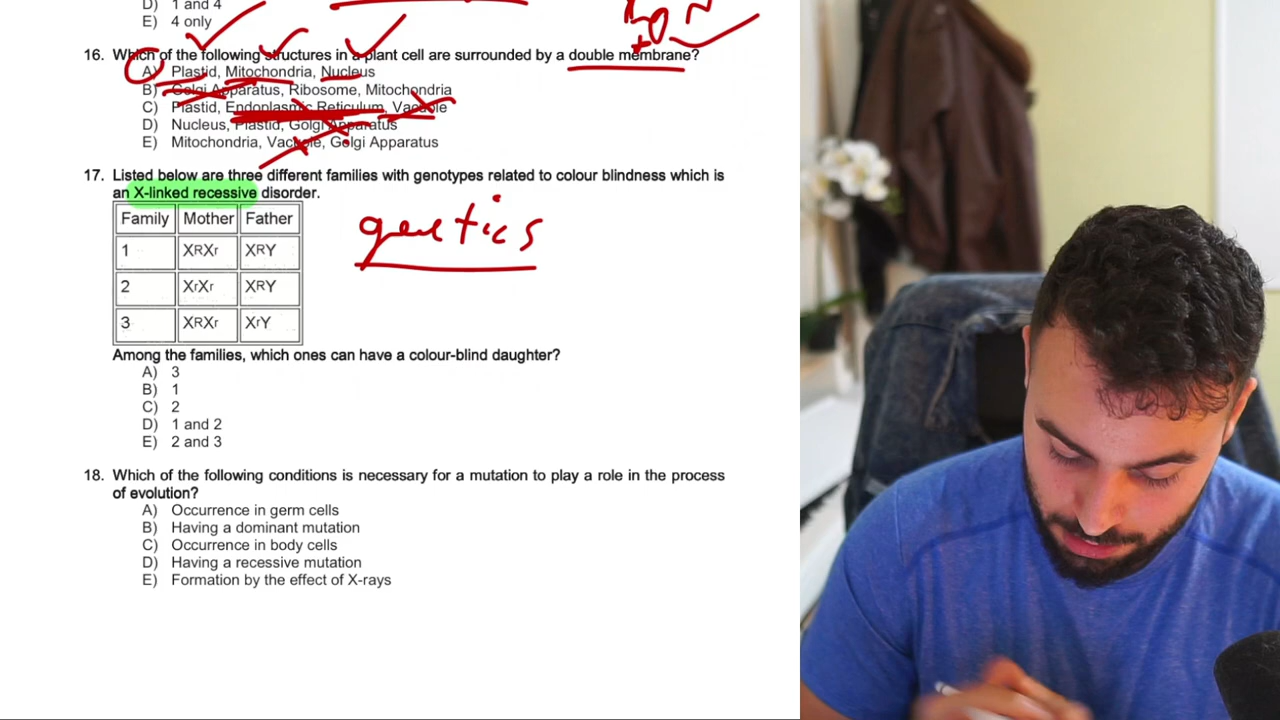 D) 1 and 4
E) 4 only
16. Which of the following structures in a plant cell are surrounded by a double membrane?
A) Plastid, Mitochondria, Nucleus
B) Golgi Apparatus, Ribosome, Mitochondria
C) Plastid, Endoplasmic Reticulum, Vacuole
D) Nucleus, Plastid, Golgi Apparatus
E) Mitochondria, Vacuole, Golgi Apparatus
17. Listed below are three different families with genotypes related to colour blindness which is
an X-linked recessive disorder.
genetics
Family Mother Father
1 XRXr XRY
2 XrXr XRY
3 XRXr XrY
Among the families, which ones can have a colour-blind daughter?
A) 3
B) 1
C) 2
D) 1 and 2
E) 2 and 3
18. Which of the following conditions is necessary for a mutation to play a role in the process
of evolution?
A) Occurrence in germ cells
B) Having a dominant mutation
C) Occurrence in body cells
D) Having a recessive mutation
E) Formation by the effect of X-rays